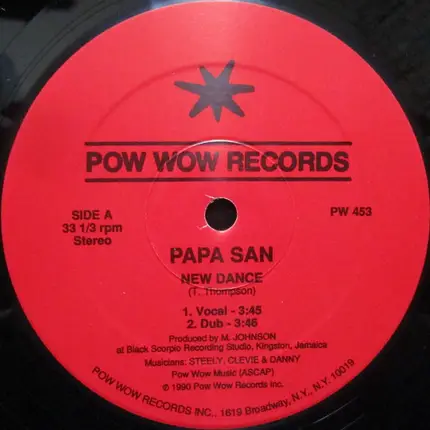 POW WOW RECORDS
SIDE A
33 1/3 rpm
Stereo
PW 453
PAPA SAN
NEW DANCE
(T. Thompson)
1. Vocal - 3:45
2. Dub - 3:46
Produced by M. JOHNSON
at Black Scorpio Recording Studio, Kingston, Jamaica
Musicians: STEELY, CLEVIE & DANNY
Pow Wow Music (ASCAP)
© 1990 Pow Wow Records Inc.
POW WOW RECORDS INC., 1619 Broadway, N.Y., N.Y. 10019